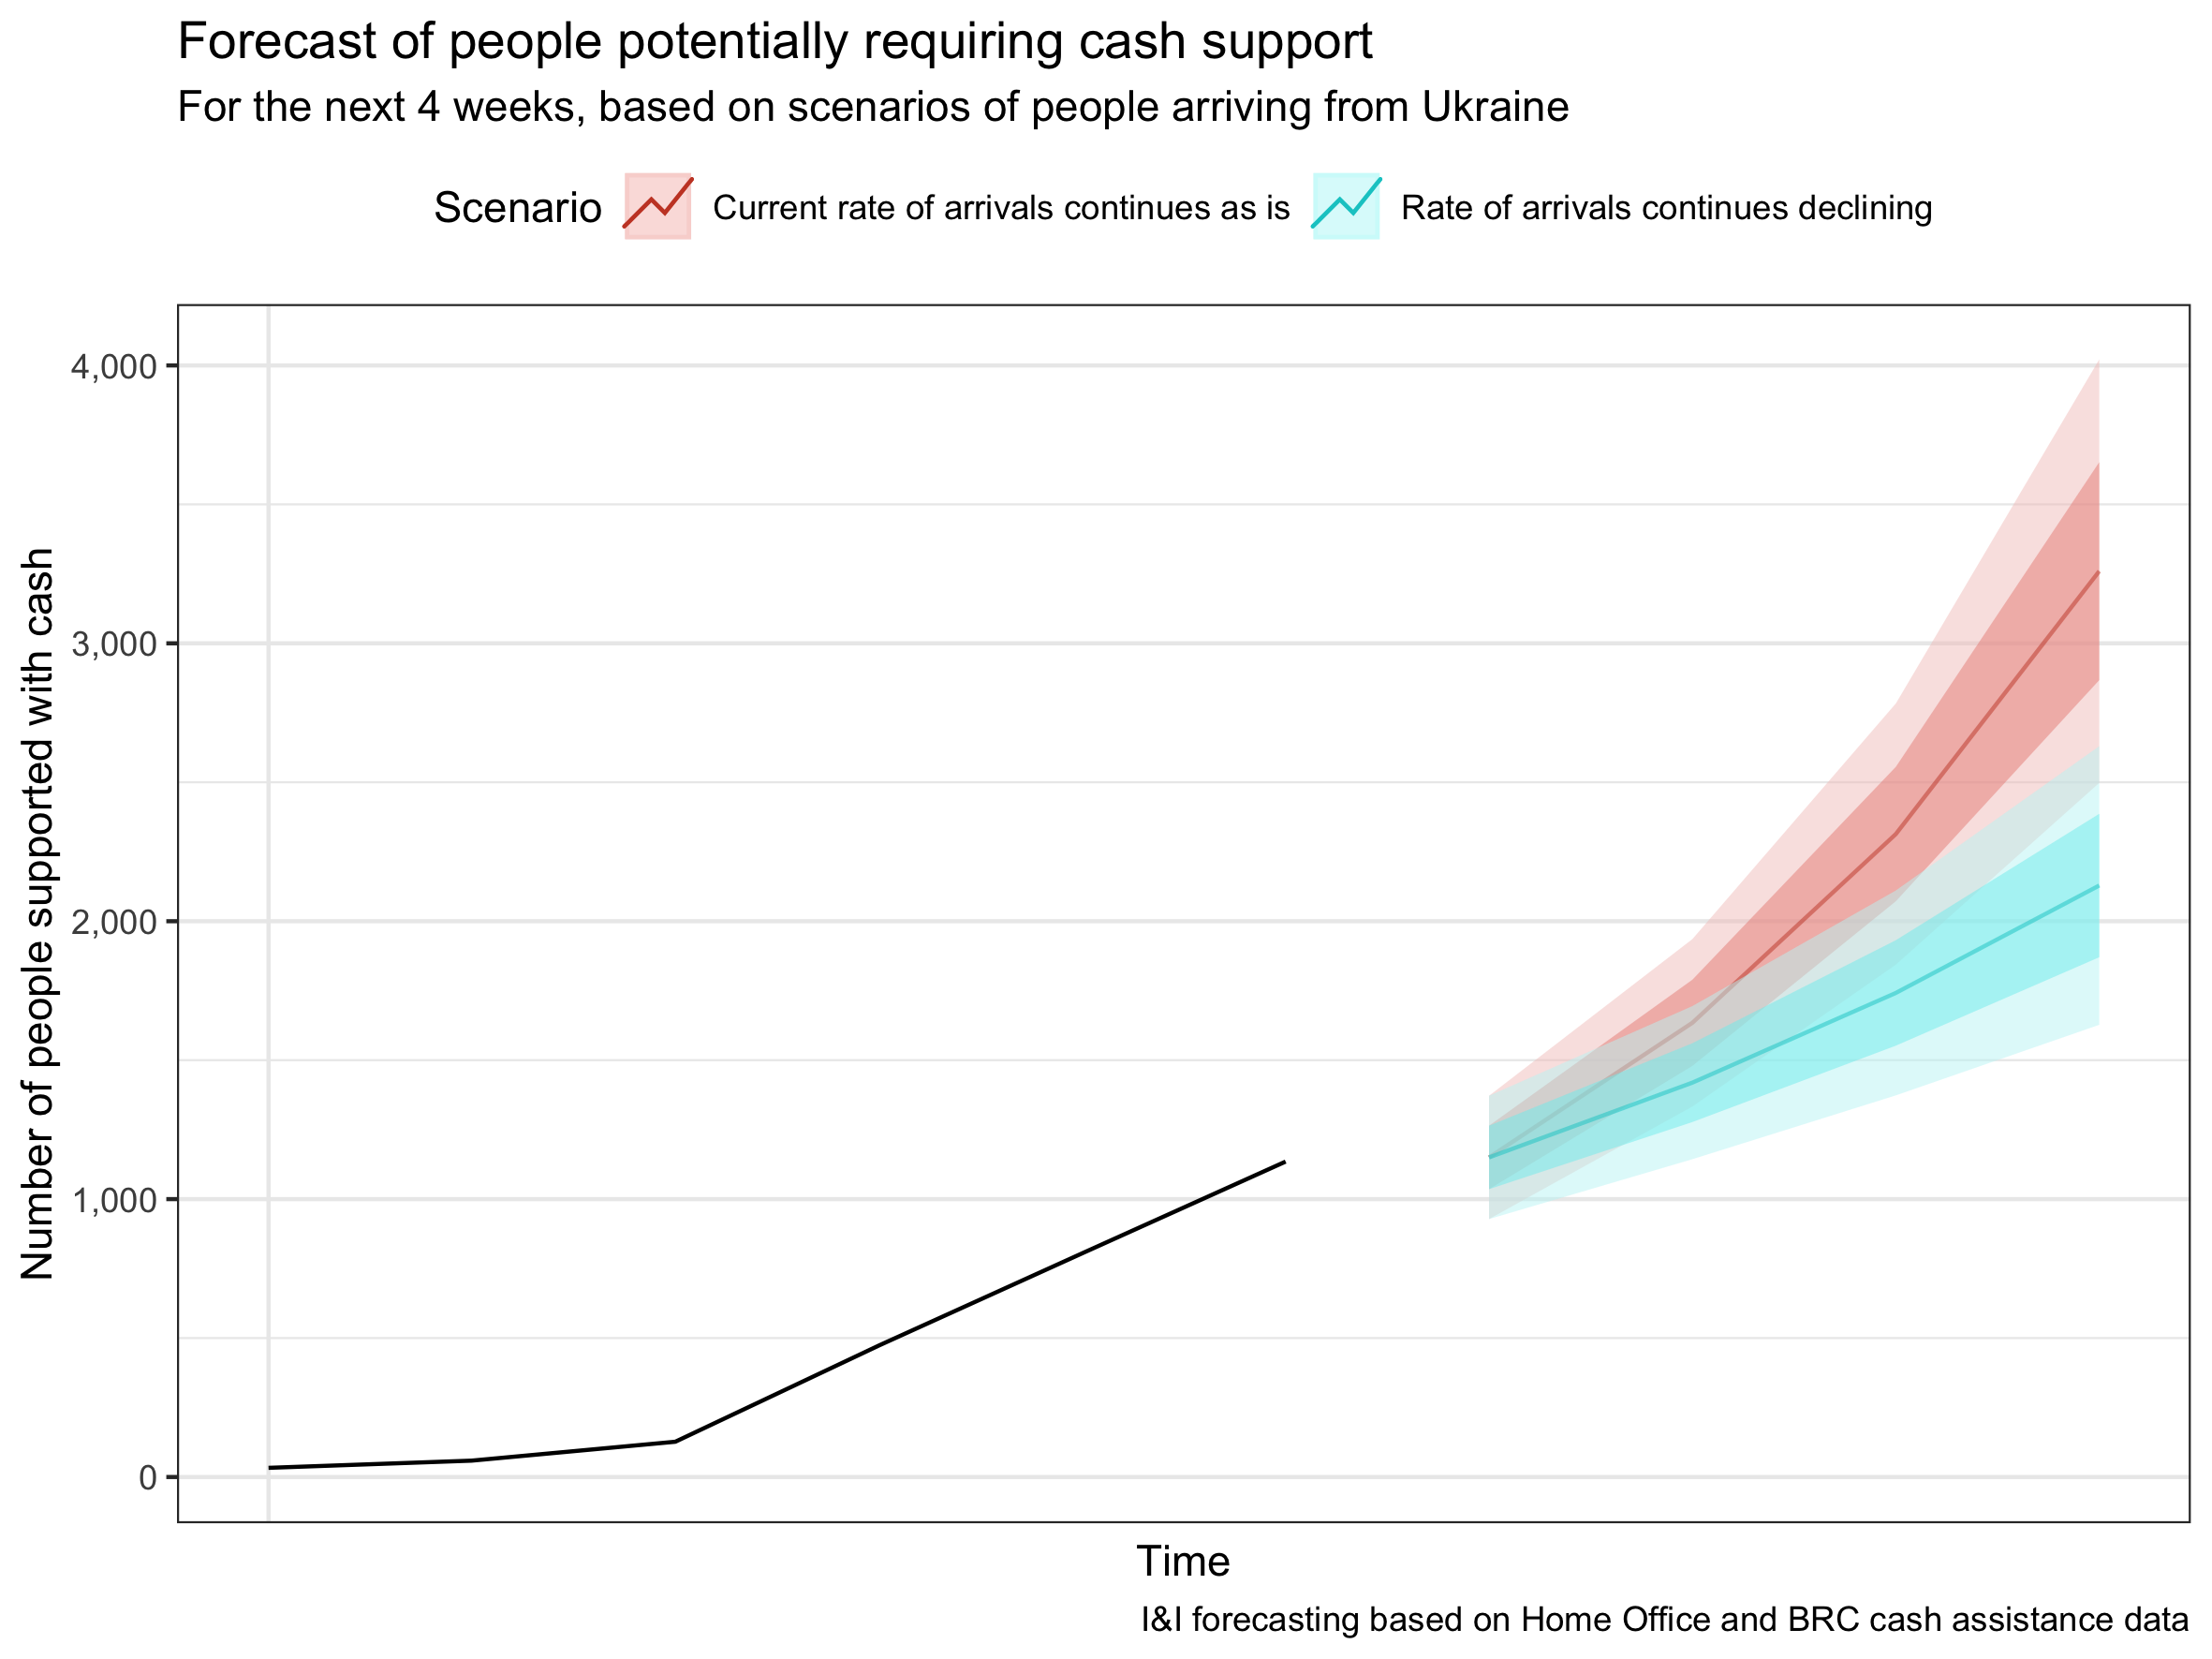 Forecast of people potentially requiring cash support
For the next 4 weeks, based on scenarios of people arriving from Ukraine
Scenario Current rate of arrivals continues as is Rate of arrivals continues declining
Number of people supported with cash
4,000
3,000
2,000
1,000
0
Time
I&I forecasting based on Home Office and BRC cash assistance data